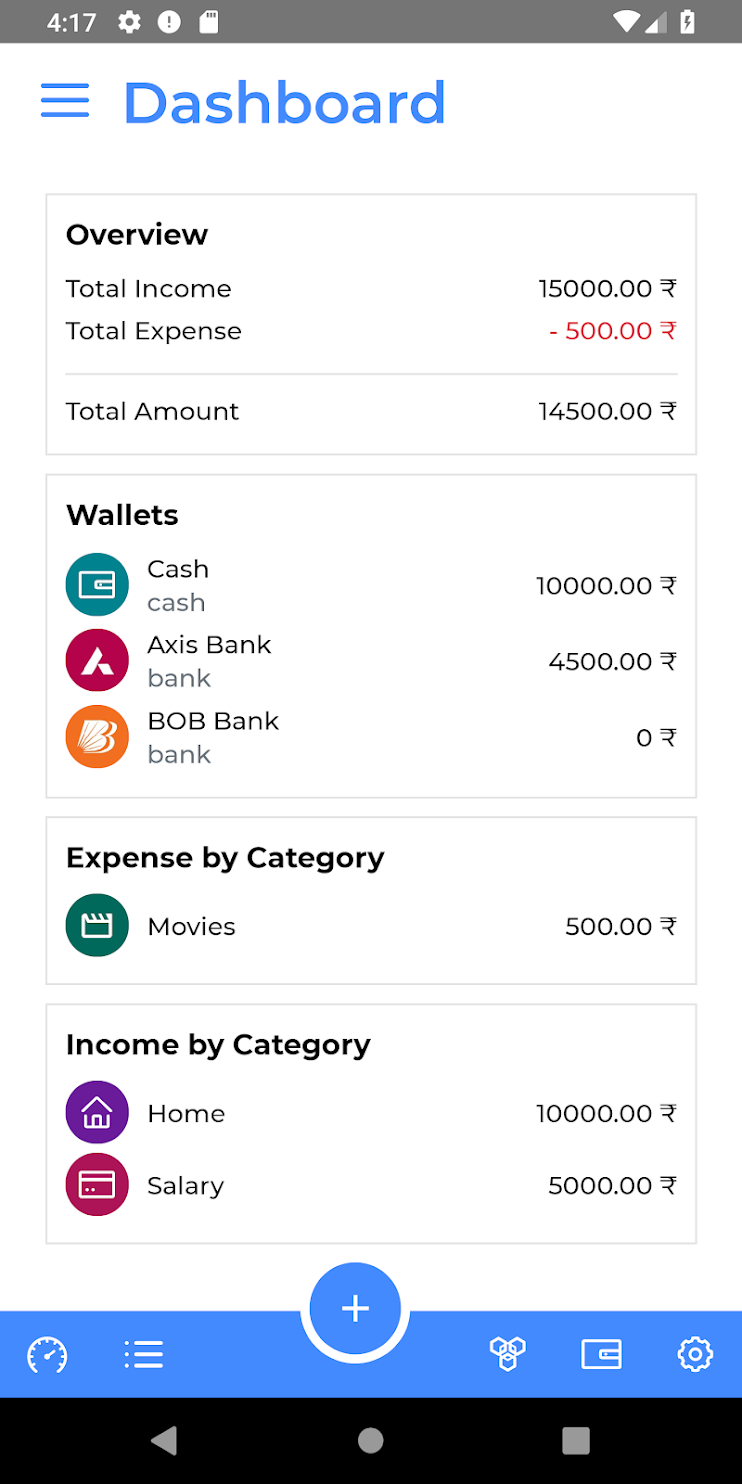 4:17
Dashboard
Overview
Total Income 15000.00 ₹
Total Expense - 500.00 ₹
Total Amount 14500.00 ₹
Wallets
Cash
cash 10000.00 ₹
Axis Bank
bank 4500.00 ₹
BOB Bank
bank 0 ₹
Expense by Category
Movies 500.00 ₹
Income by Category
Home 10000.00 ₹
Salary 5000.00 ₹